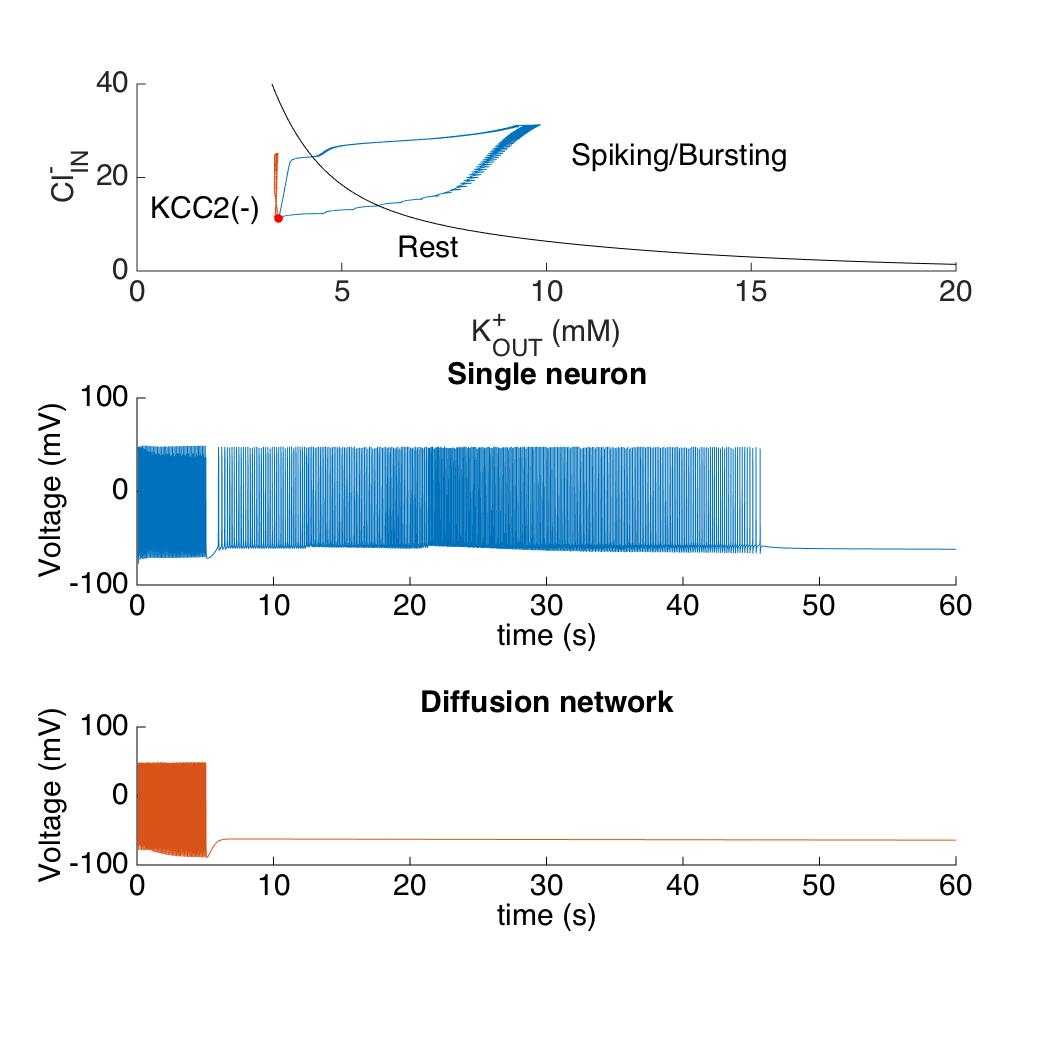 40
20
0
Cl⁻IN
KCC2(-)
Spiking/Bursting
Rest
0 5 10 15 20
K⁺OUT (mM)
Single neuron
100
0
-100
Voltage (mV)
0 10 20 30 40 50 60
time (s)
Diffusion network
100
0
-100
Voltage (mV)
0 10 20 30 40 50 60
time (s)